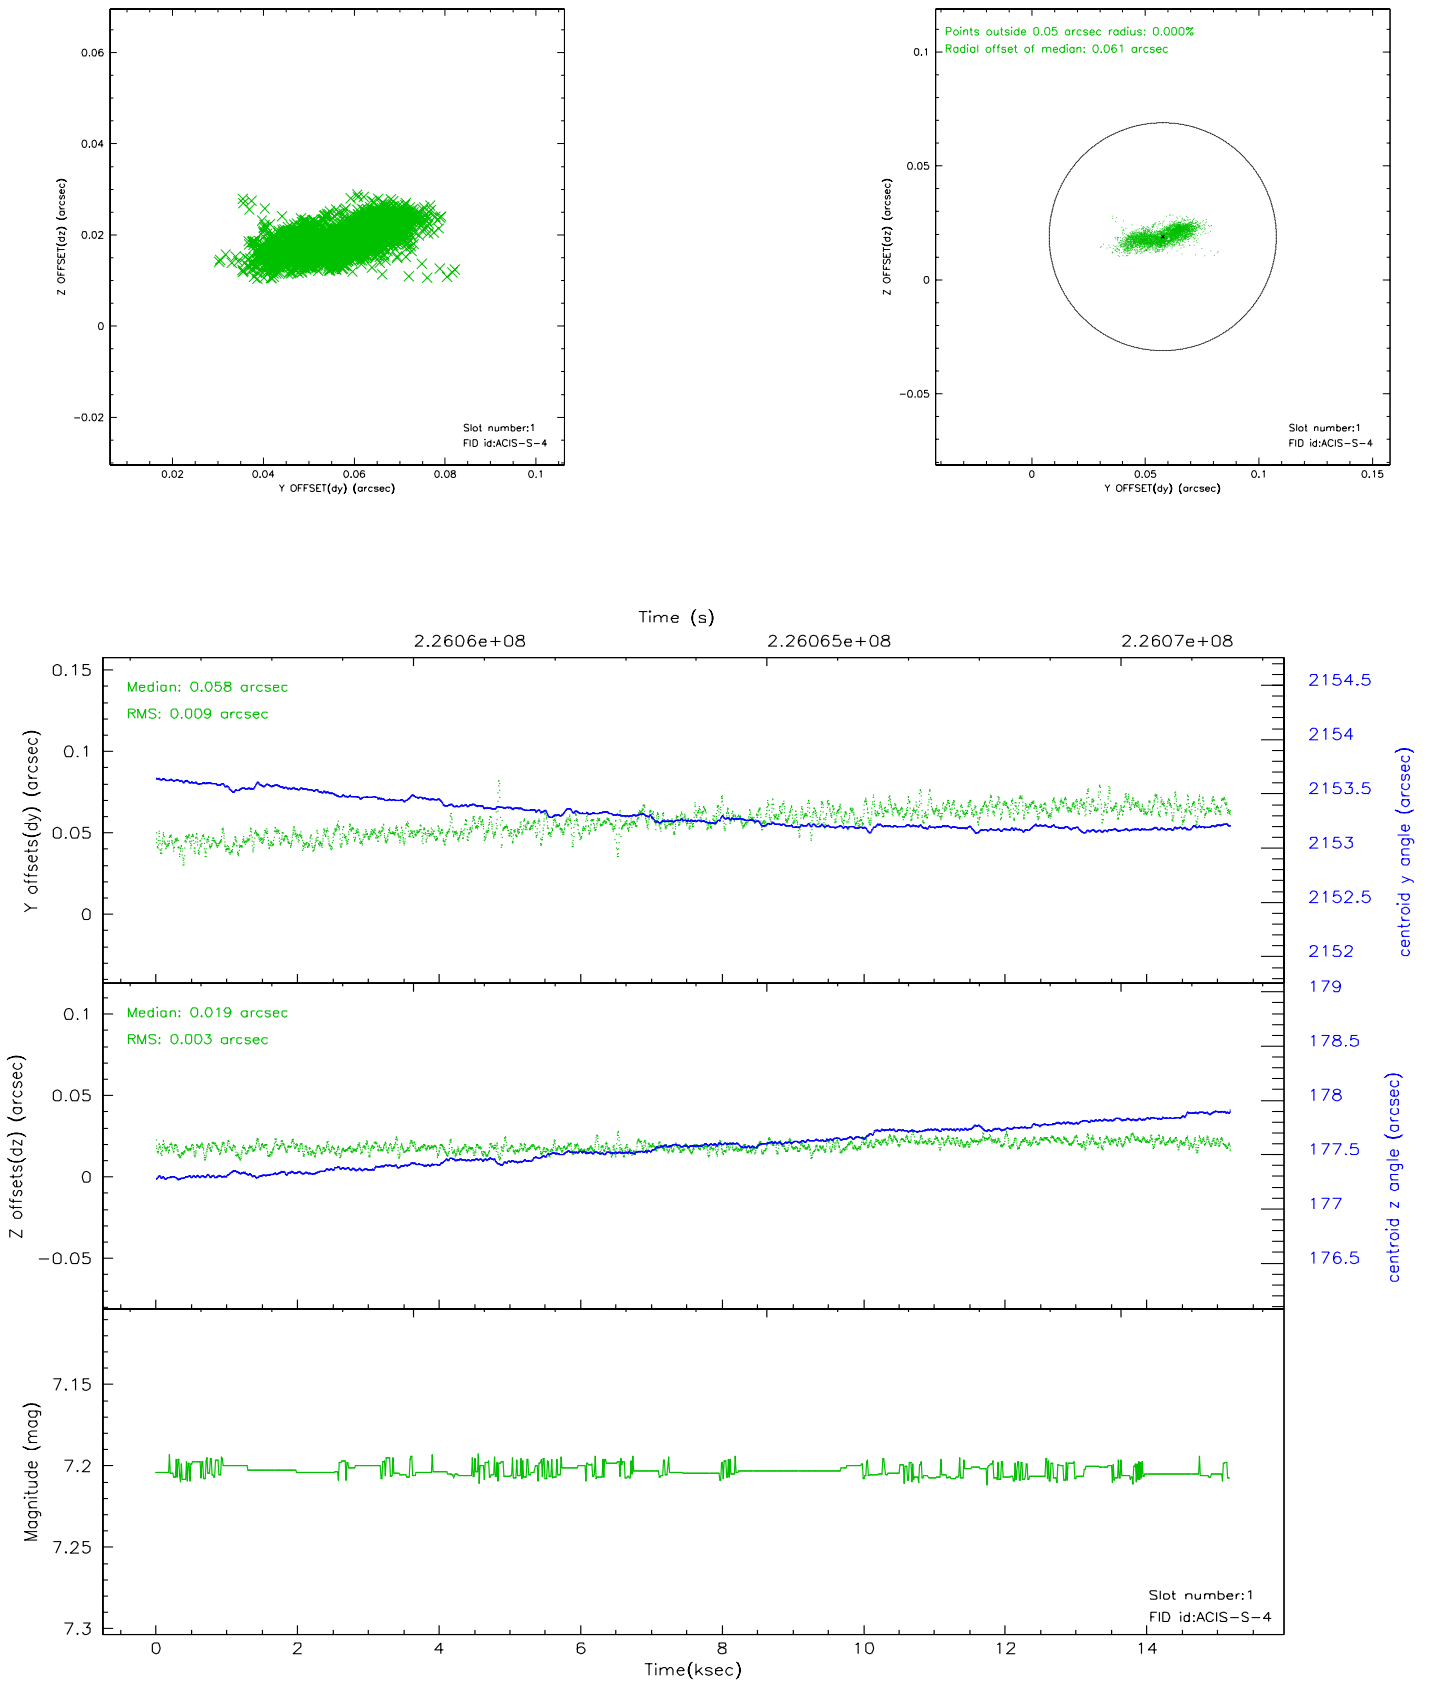 0.06
0.04
0.02
0
−0.02
Z OFFSET(dz) (arcsec)
Slot number:1
FID id:ACIS−S−4
0.02 0.04 0.06 0.08 0.1
Y OFFSET(dy) (arcsec)
Points outside 0.05 arcsec radius: 0.000%
Radial offset of median: 0.061 arcsec
0.1
0.05
0
−0.05
Z OFFSET(dz) (arcsec)
Slot number:1
FID id:ACIS−S−4
0 0.05 0.1 0.15
Y OFFSET(dy) (arcsec)
Time (s)
2.2606e+08 2.26065e+08 2.2607e+08
Median: 0.058 arcsec
RMS: 0.009 arcsec
0.15
0.1
0.05
0
Y offsets(dy) (arcsec)
2154.5
2154
2153.5
2153
2152.5
2152
centroid y angle (arcsec)
Median: 0.019 arcsec
RMS: 0.003 arcsec
0.1
0.05
0
−0.05
Z offsets(dz) (arcsec)
179
178.5
178
177.5
177
176.5
centroid z angle (arcsec)
7.15
7.2
7.25
7.3
Magnitude (mag)
Slot number:1
FID id:ACIS−S−4
0 2 4 6 8 10 12 14
Time(ksec)